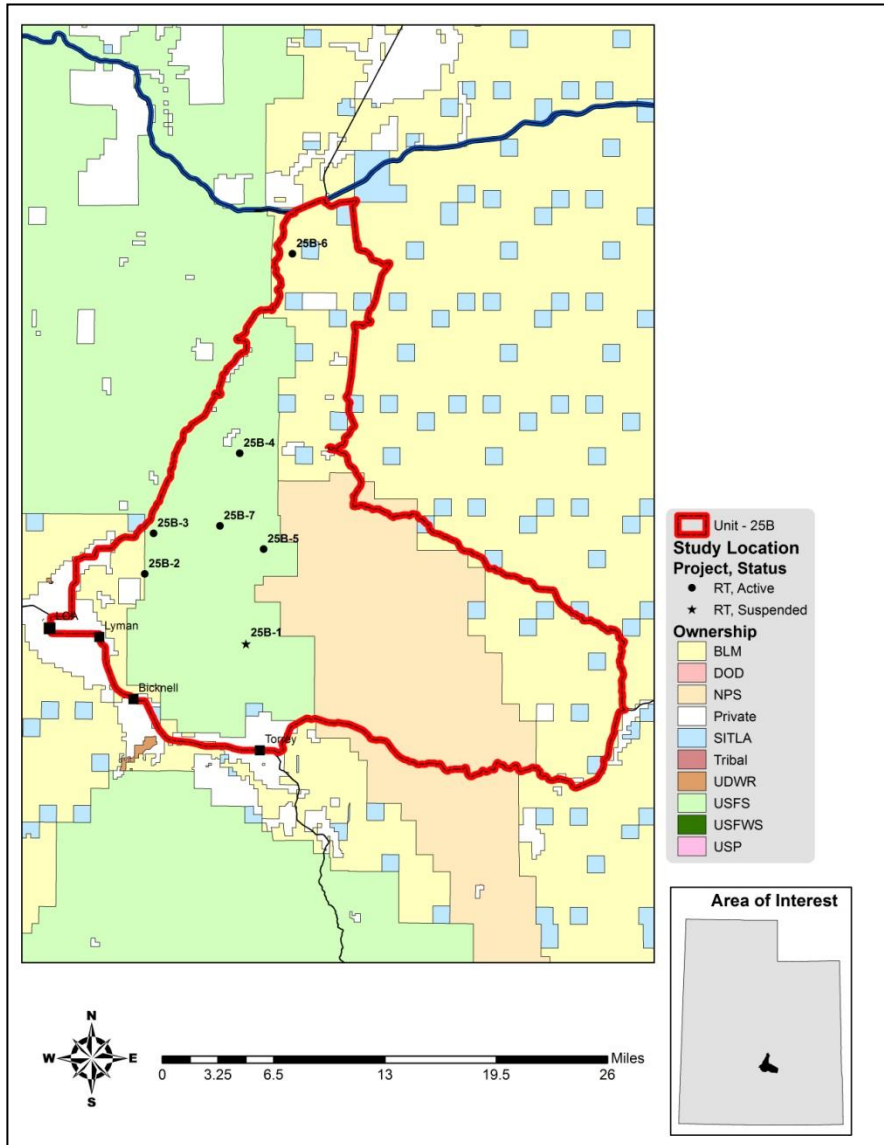 25B-6
25B-4
25B-7
25B-3
25B-5
25B-2
LOA
Lyman
25B-1
Bicknell
Torrey
Unit - 25B
Study Location
Project, Status
RT, Active
RT, Suspended
Ownership
BLM
DOD
NPS
Private
SITLA
Tribal
UDWR
USFS
USFWS
USP
Area of Interest
N
W
E
S
Miles
0 3.25 6.5 13 19.5 26